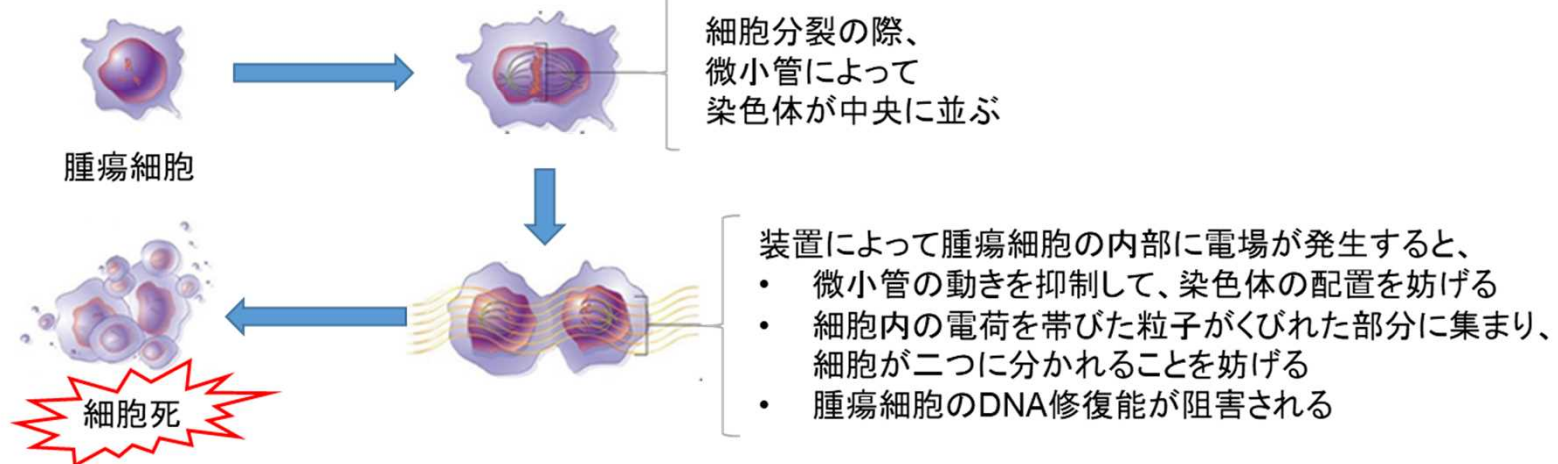 細胞分裂の際、
微小管によって
染色体が中央に並ぶ
腫瘍細胞
装置によって腫瘍細胞の内部に電場が発生すると、
• 微小管の動きを抑制して、染色体の配置を妨げる
• 細胞内の電荷を帯びた粒子がくびれた部分に集まり、
細胞が二つに分かれることを妨げる
• 腫瘍細胞のDNA修復能が阻害される
細胞死